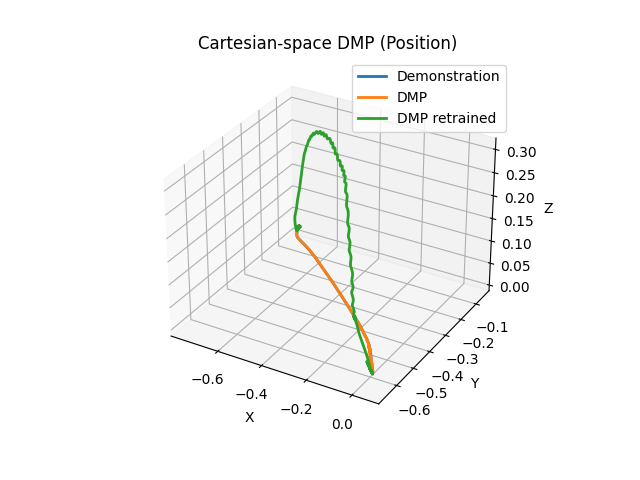 Cartesian-space DMP (Position)
Demonstration
DMP
DMP retrained
0.30
0.25
0.20
0.15
0.10
0.05
0.00
Z
−0.1
−0.2
−0.3
−0.4
−0.5
−0.6
Y
−0.6
−0.4
−0.2
0.0
X